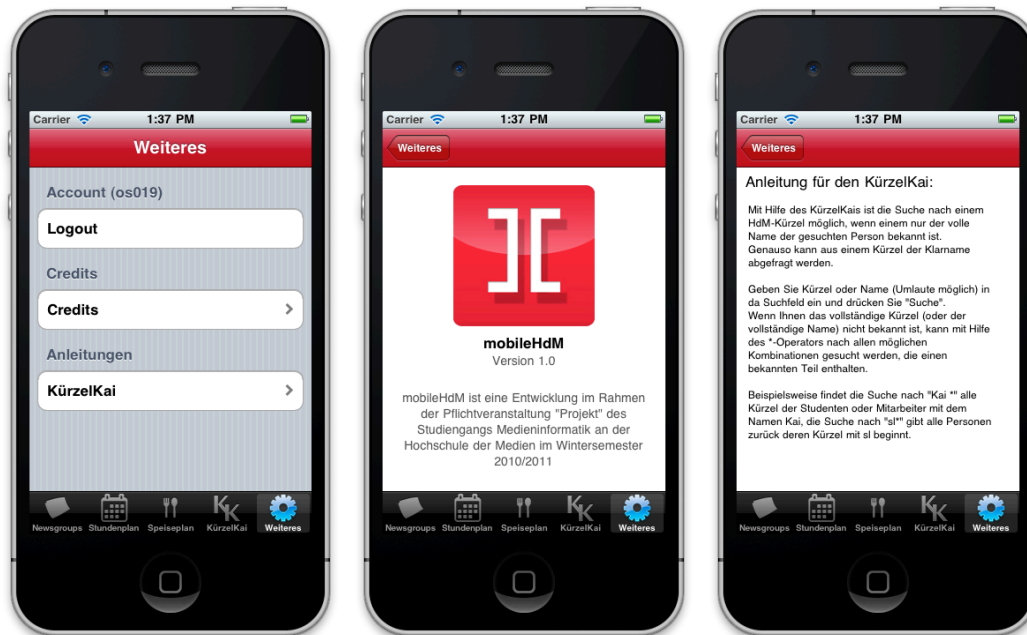 Carrier 1:37 PM
Weiteres
Account (os019)
Logout
Credits
Credits
Anleitungen
KürzelKai
Newsgroups Stundenplan Speiseplan KürzelKai Weiteres
Carrier 1:37 PM
Weiteres
mobileHdM
Version 1.0
mobileHdM ist eine Entwicklung im Rahmen
der Pflichtveranstaltung "Projekt" des
Studiengangs Medieninformatik an der
Hochschule der Medien im Wintersemester
2010/2011
Newsgroups Stundenplan Speiseplan KürzelKai Weiteres
Carrier 1:37 PM
Weiteres
Anleitung für den KürzelKai:
Mit Hilfe des KürzelKais ist die Suche nach einem
HdM-Kürzel möglich, wenn einem nur der volle
Name der gesuchten Person bekannt ist.
Genauso kann aus einem Kürzel der Klarname
abgefragt werden.
Geben Sie Kürzel oder Name (Umlaute möglich) in
da Suchfeld ein und drücken Sie "Suche".
Wenn Ihnen das vollständige Kürzel (oder der
vollständige Name) nicht bekannt ist, kann mit Hilfe
des *-Operators nach allen möglichen
Kombinationen gesucht werden, die einen
bekannten Teil enthalten.
Beispielsweise findet die Suche nach "Kai *" alle
Kürzel der Studenten oder Mitarbeiter mit dem
Namen Kai, die Suche nach "sl*" gibt alle Personen
zurück deren Kürzel mit sl beginnt.
Newsgroups Stundenplan Speiseplan KürzelKai Weiteres